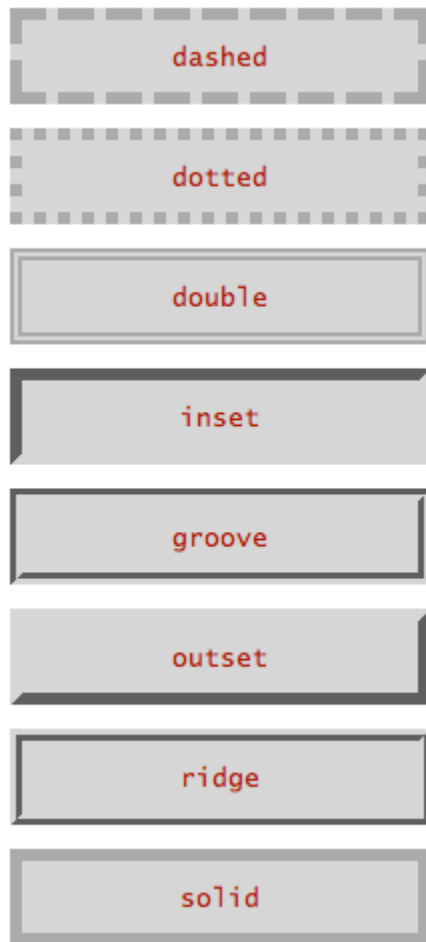 dashed
dotted
double
inset
groove
outset
ridge
solid